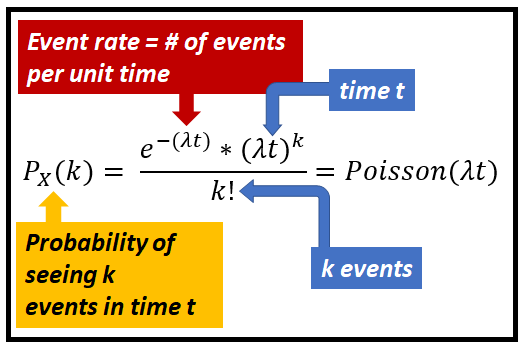 Event rate = # of events
per unit time
time t
P_X(k) = \frac{e^{-(λt)} * (λt)^k}{k!} = Poisson(λt)
Probability of
seeing k
events in time t
k events